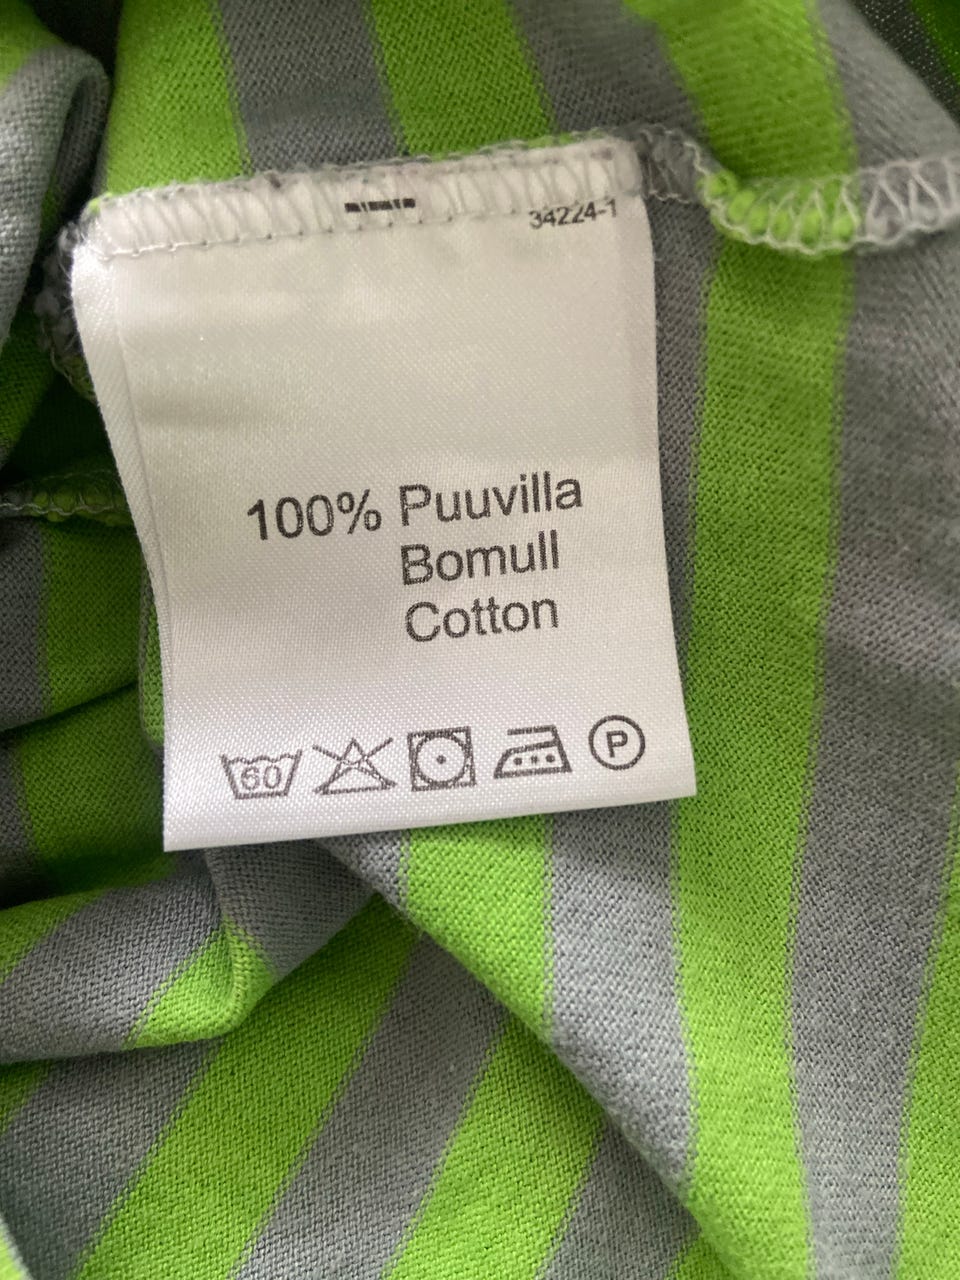 34224-1
100% Puuvilla
Bomull
Cotton
60
P